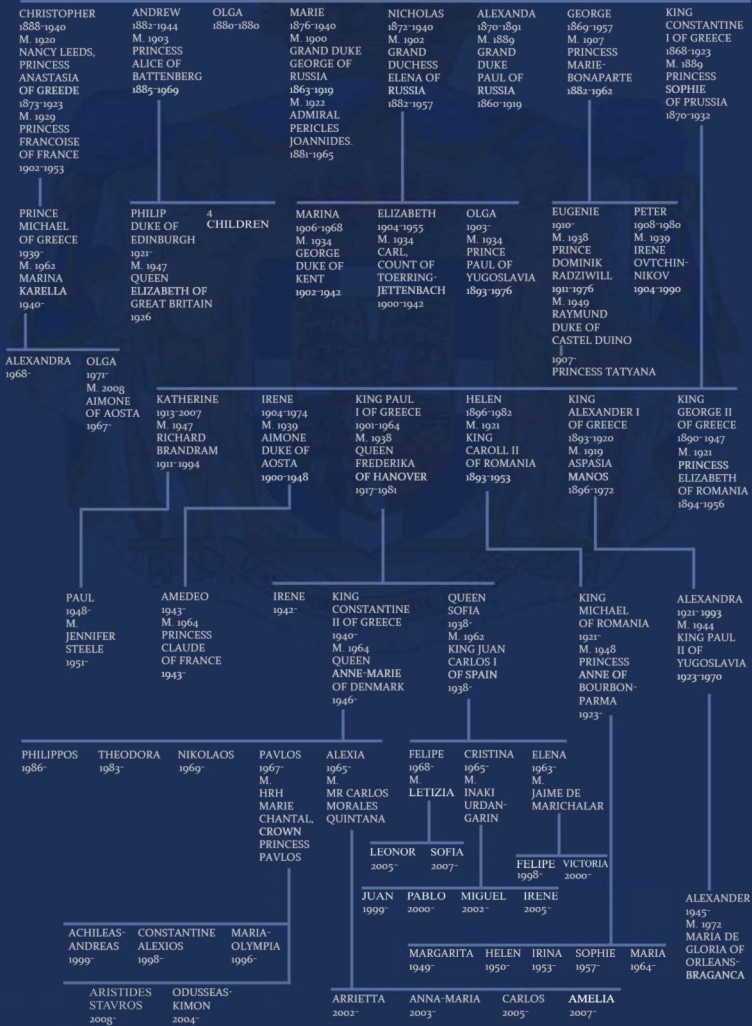 CHRISTOPHER
1888-1940
M. 1920
NANCY LEEDS,
PRINCESS
ANASTASIA
OF GREEDE
1873-1923
M. 1929
PRINCESS
FRANCOISE
OF FRANCE
1902-1953
ANDREW
1882-1944
M. 1903
PRINCESS
ALICE OF
BATTENBERG
1885-1969
OLGA
1880-1880
MARIE
1876-1940
M. 1900
GRAND DUKE
GEORGE OF
RUSSIA
1863-1919
M. 1922
ADMIRAL
PERICLES
JOANNIDES.
1881-1965
NICHOLAS
1872-1940
M. 1902
GRAND
DUCHESS
ELENA OF
RUSSIA
1882-1957
ALEXANDA
1870-1891
M. 1889
GRAND
DUKE
PAUL OF
RUSSIA
1860-1919
GEORGE
1869-1957
M. 1907
PRINCESS
MARIE-
BONAPARTE
1882-1962
KING
CONSTANTINE
I OF GREECE
1868-1923
M. 1889
PRINCESS
SOPHIE
OF PRUSSIA
1870-1932
PRINCE
MICHAEL
OF GREECE
1939-
M. 1962
MARINA
KARELLA
1940-
PHILIP
DUKE OF
EDINBURGH
1921-
M. 1947
QUEEN
ELIZABETH OF
GREAT BRITAIN
1926
4
CHILDREN
MARINA
1906-1968
M. 1934
GEORGE
DUKE OF
KENT
1902-1942
ELIZABETH
1904-1955
M. 1934
CARL,
COUNT OF
TOERRING-
JETTENBACH
1900-1942
OLGA
1903-
M. 1934
PRINCE
PAUL OF
YUGOSLAVIA
1893-1976
EUGENIE
1910-
M. 1938
PRINCE
DOMINIK
RADZIWILL
1911-1976
M. 1949
RAYMUND
DUKE OF
CASTEL DUINO
1907-
PRINCESS TATYANA
PETER
1908-1980
M. 1939
IRENE
OVTCHIN-
NIKOV
1904-1990
ALEXANDRA
1968-
OLGA
1971-
M. 2008
AIMONE
OF AOSTA
1967-
KATHERINE
1913-2007
M. 1947
RICHARD
BRANDRAM
1911-1994
IRENE
1904-1974
M. 1939
AIMONE
DUKE OF
AOSTA
1900-1948
KING PAUL
I OF GREECE
1901-1964
M. 1938
QUEEN
FREDERIKA
OF HANOVER
1917-1981
HELEN
1896-1982
M. 1921
KING
CAROLL II
OF ROMANIA
1893-1953
KING
ALEXANDER I
OF GREECE
1893-1920
M. 1919
ASPASIA
MANOS
1896-1972
KING
GEORGE II
OF GREECE
1890-1947
M. 1921
PRINCESS
ELIZABETH
OF ROMANIA
1894-1956
PAUL
1948-
M.
JENNIFER
STEELE
1951-
AMEDEO
1943-
M. 1964
PRINCESS
CLAUDE
OF FRANCE
1943-
IRENE
1942-
KING
CONSTANTINE
II OF GREECE
1940-
M. 1964
QUEEN
ANNE-MARIE
OF DENMARK
1946-
QUEEN
SOFIA
1938-
M. 1962
KING JUAN
CARLOS I
OF SPAIN
1938-
KING
MICHAEL
OF ROMANIA
1921-
M. 1948
PRINCESS
ANNE OF
BOURBON-
PARMA
1923-
ALEXANDRA
1921-1993
M. 1944
KING PAUL
II OF
YUGOSLAVIA
1923-1970
PHILIPPOS
1986-
THEODORA
1983-
NIKOLAOS
1969-
PAVLOS
1967-
M.
HRH
MARIE
CHANTAL,
CROWN
PRINCESS
PAVLOS
ALEXIA
1965-
M.
MR CARLOS
MORALES
QUINTANA
FELIPE
1968-
M.
LETIZIA
CRISTINA
1965-
M.
INAKI
URDAN-
GARIN
ELENA
1963-
M.
JAIME DE
MARICHALAR
LEONOR
2005-
SOFIA
2007-
FELIPE
1998-
VICTORIA
2000-
JUAN
1999-
PABLO
2000-
MIGUEL
2002-
IRENE
2005-
ALEXANDER
1945-
M. 1972
MARIA DE
GLORIA OF
ORLEANS-
BRAGANCA
ACHILEAS-
ANDREAS
1999-
CONSTANTINE
ALEXIOS
1998-
MARIA-
OLYMPIA
1996-
MARGARITA
1949-
HELEN
1950-
IRINA
1953-
SOPHIE
1957-
MARIA
1964-
ARISTIDES
STAVROS
2008-
ODUSSEAS-
KIMON
2004-
ARRIETTA
2002-
ANNA-MARIA
2003-
CARLOS
2005-
AMELIA
2007-